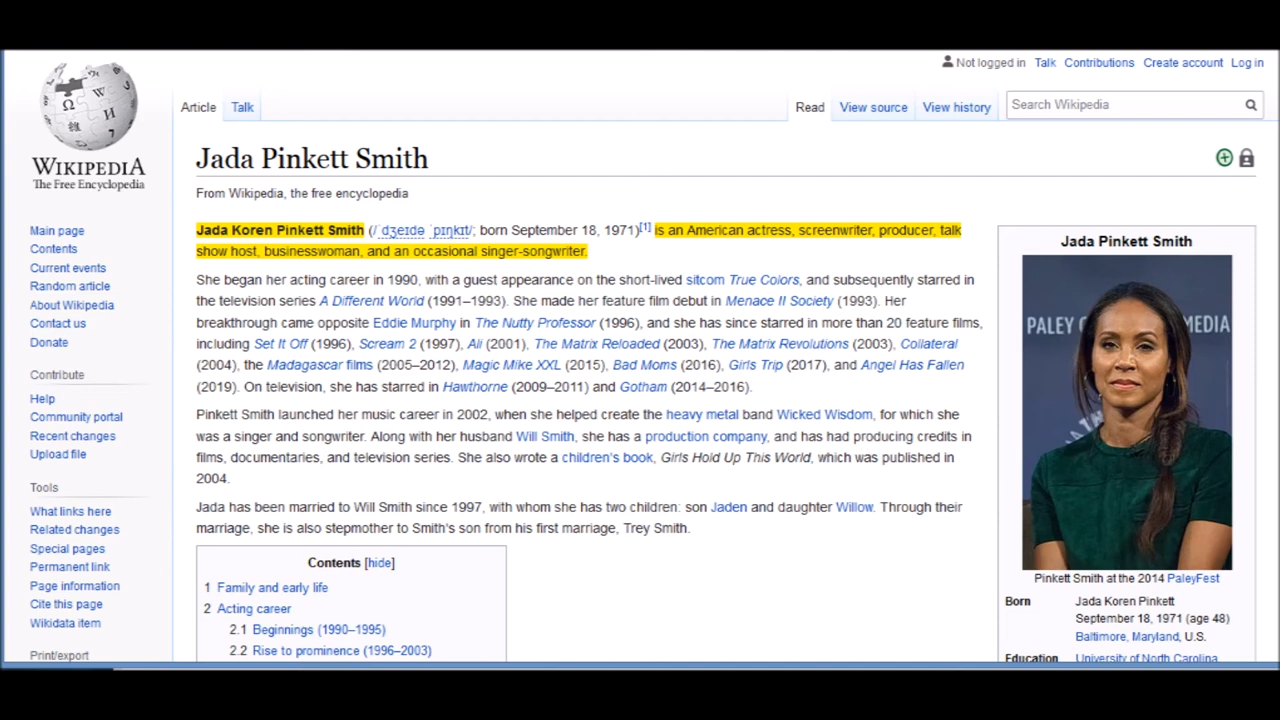 Not logged in Talk Contributions Create account Log in
Article Talk Read View source View history Search Wikipedia
WIKIPEDIA
The Free Encyclopedia
Main page
Contents
Current events
Random article
About Wikipedia
Contact us
Donate
Contribute
Help
Community portal
Recent changes
Upload file
Tools
What links here
Related changes
Special pages
Permanent link
Page information
Cite this page
Wikidata item
Print/export
Jada Pinkett Smith
From Wikipedia, the free encyclopedia
Jada Koren Pinkett Smith (/ˈdʒeɪdə ˈpɪŋkɪt/; born September 18, 1971)[1] is an American actress, screenwriter, producer, talk
show host, businesswoman, and an occasional singer-songwriter.
She began her acting career in 1990, with a guest appearance on the short-lived sitcom True Colors, and subsequently starred in
the television series A Different World (1991–1993). She made her feature film debut in Menace II Society (1993). Her
breakthrough came opposite Eddie Murphy in The Nutty Professor (1996), and she has since starred in more than 20 feature films,
including Set It Off (1996), Scream 2 (1997), Ali (2001), The Matrix Reloaded (2003), The Matrix Revolutions (2003), Collateral
(2004), the Madagascar films (2005–2012), Magic Mike XXL (2015), Bad Moms (2016), Girls Trip (2017), and Angel Has Fallen
(2019). On television, she has starred in Hawthorne (2009–2011) and Gotham (2014–2016).
Pinkett Smith launched her music career in 2002, when she helped create the heavy metal band Wicked Wisdom, for which she
was a singer and songwriter. Along with her husband Will Smith, she has a production company, and has had producing credits in
films, documentaries, and television series. She also wrote a children's book, Girls Hold Up This World, which was published in
2004.
Jada has been married to Will Smith since 1997, with whom she has two children: son Jaden and daughter Willow. Through their
marriage, she is also stepmother to Smith's son from his first marriage, Trey Smith.
Contents [hide]
1 Family and early life
2 Acting career
2.1 Beginnings (1990–1995)
2.2 Rise to prominence (1996–2003)
Jada Pinkett Smith
PALEY MEDIA
Pinkett Smith at the 2014 PaleyFest
Born Jada Koren Pinkett
September 18, 1971 (age 48)
Baltimore, Maryland, U.S.
Education University of North Carolina